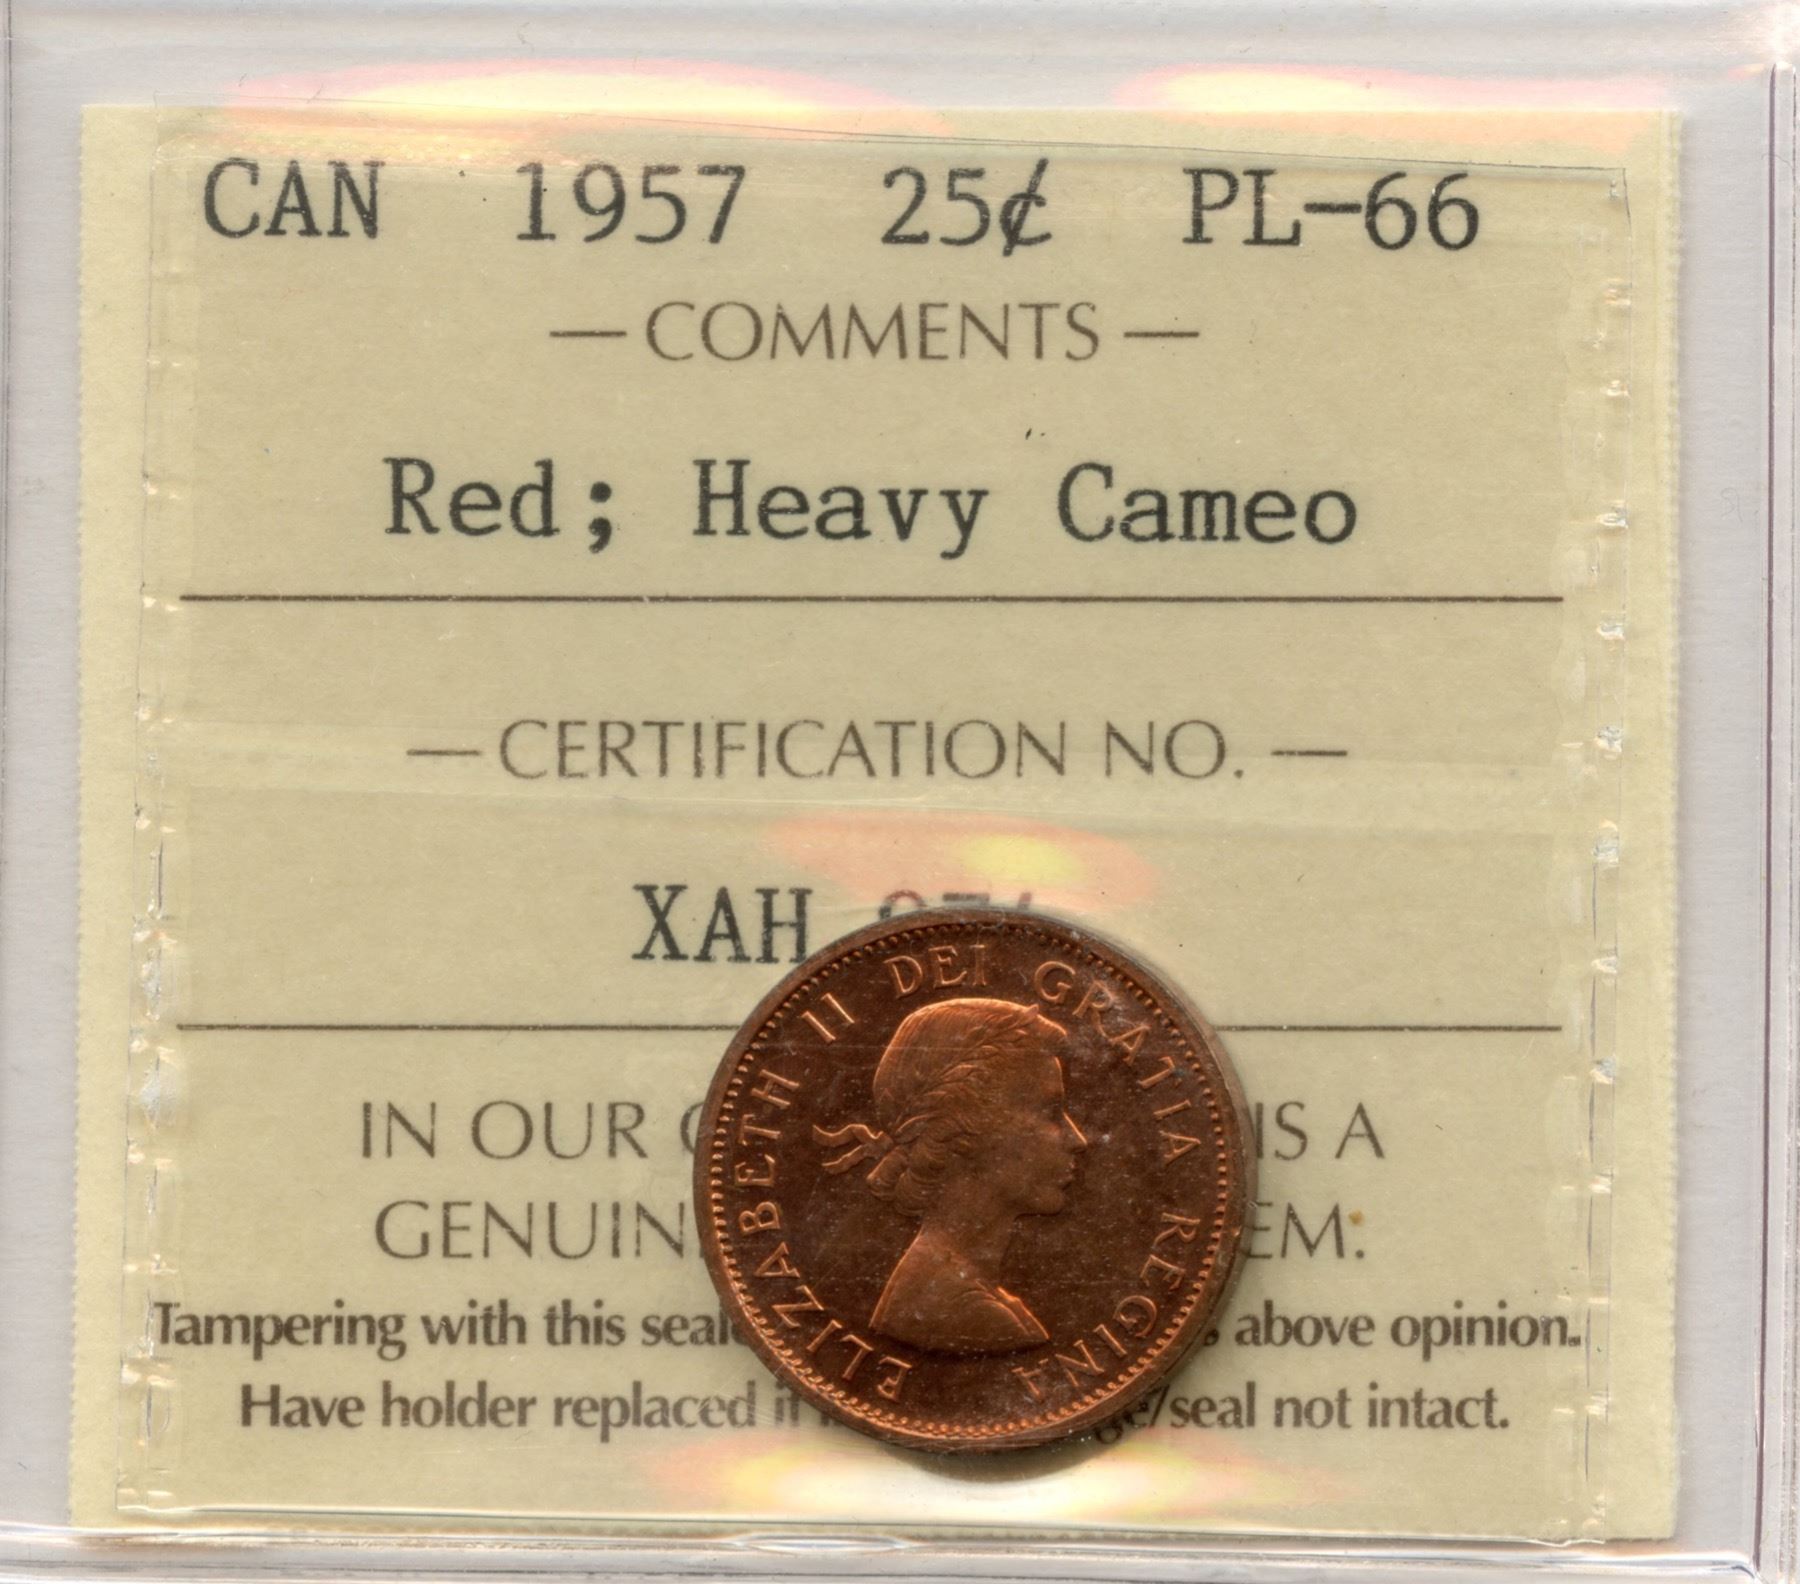 CAN 1957 25¢ PL-66
— COMMENTS —
Red; Heavy Cameo
— CERTIFICATION NO. —
XAH
IN OUR IS A
GENUIN EM:
Tampering with this seal above opinion.
Have holder replaced if /seal not intact.
ELIZABETH II DEI GRATIA REGINA